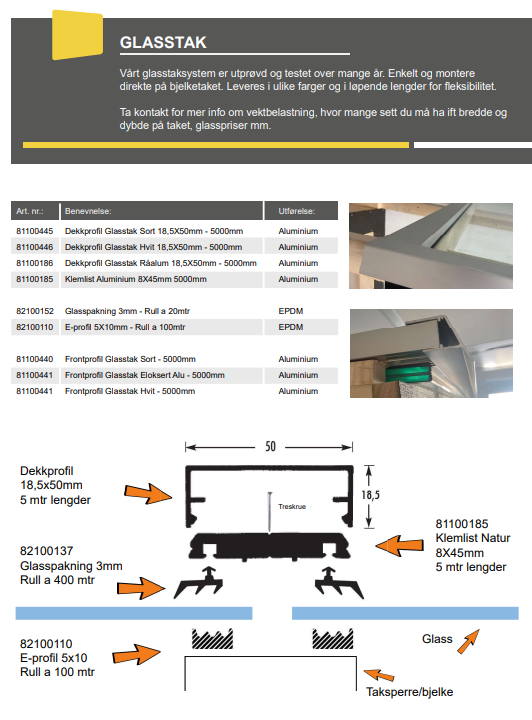 GLASSTAK
Vårt glasstaksystem er utprøvd og testet over mange år. Enkelt og montere
direkte på bjelketaket. Leveres i ulike farger og i løpende lengder for fleksibilitet.
Ta kontakt for mer info om vektbelastning, hvor mange sett du må ha ift bredde og
dybde på taket, glasspriser mm.
Art. nr.: Benevnelse: Utførelse:
81100445 Dekkprofil Glasstak Sort 18,5X50mm - 5000mm Aluminium
81100446 Dekkprofil Glasstak Hvit 18,5X50mm - 5000mm Aluminium
81100186 Dekkprofil Glasstak Råalum 18,5X50mm - 5000mm Aluminium
81100185 Klemlist Aluminium 8X45mm 5000mm Aluminium
82100152 Glasspakning 3mm - Rull a 20mtr EPDM
82100110 E-profil 5X10mm - Rull a 100mtr EPDM
81100440 Frontprofil Glasstak Sort - 5000mm Aluminium
81100441 Frontprofil Glasstak Eloksert Alu - 5000mm Aluminium
81100441 Frontprofil Glasstak Hvit - 5000mm Aluminium
50
Dekkprofil
18,5x50mm
5 mtr lengder
18,5
Treskrue
81100185
Klemlist Natur
8X45mm
5 mtr lengder
82100137
Glasspakning 3mm
Rull a 400 mtr
82100110
E-profil 5x10
Rull a 100 mtr
Glass
Taksperre/bjelke